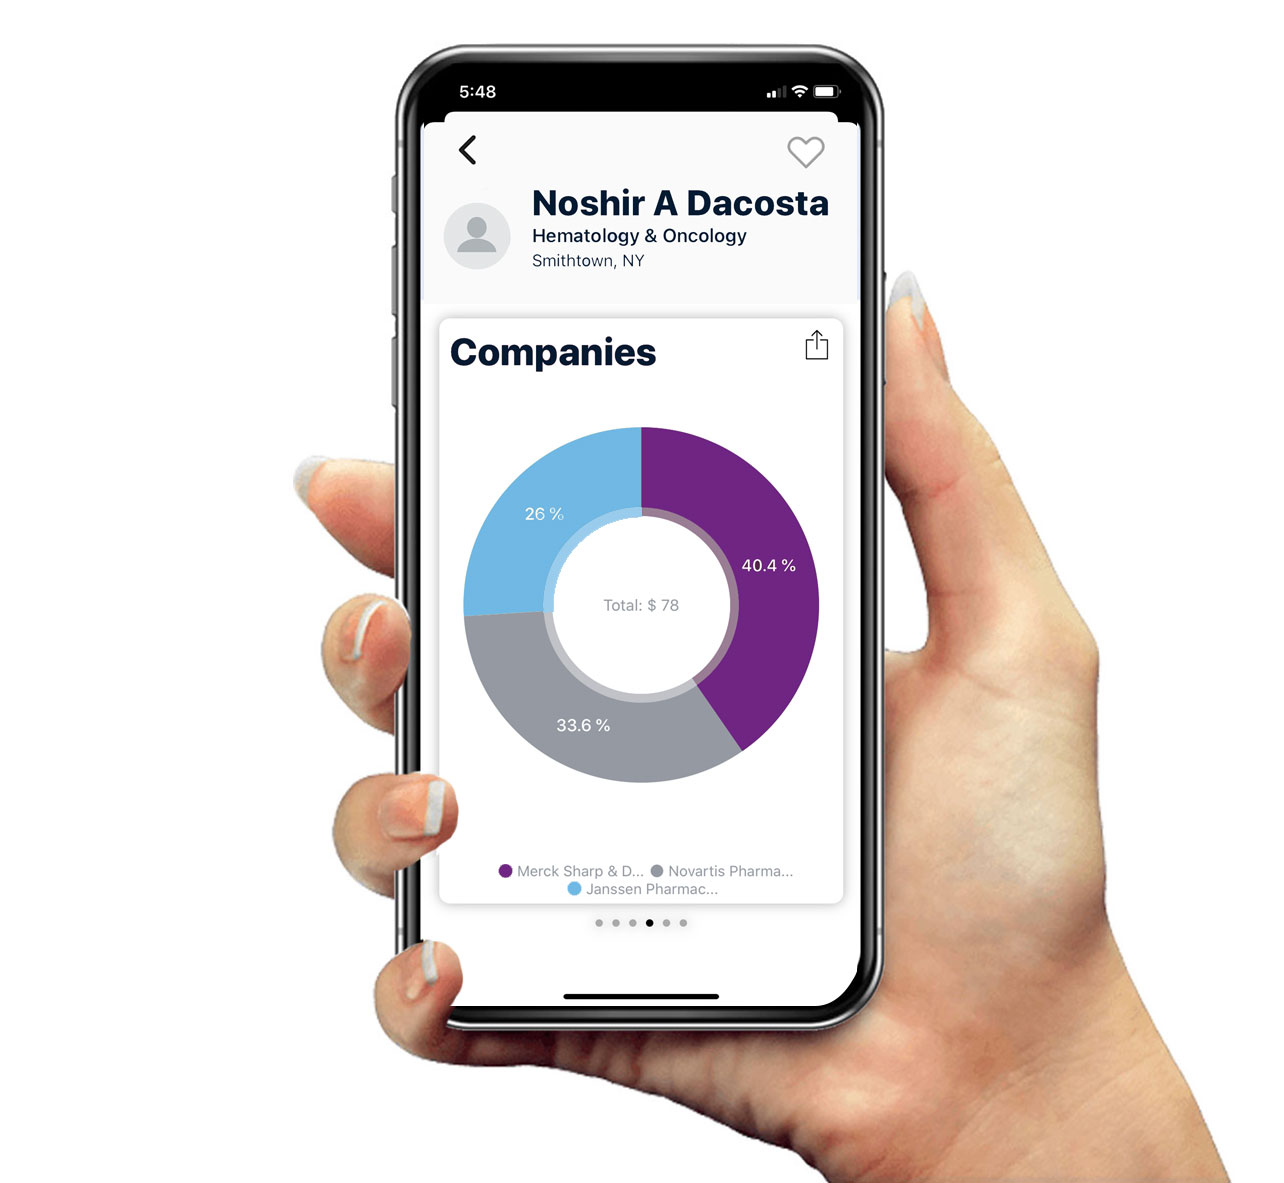 5:48
Noshir A Dacosta
Hematology & Oncology
Smithtown, NY
Companies
26 %
40.4 %
Total: $ 78
33.6 %
Merck Sharp & D... Novartis Pharma...
Janssen Pharmac...